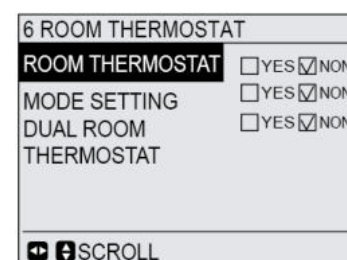 6 ROOM THERMOSTAT
ROOM THERMOSTAT ☐YES ☑NON
MODE SETTING ☐YES ☑NON
DUAL ROOM ☐YES ☑NON
THERMOSTAT
SCROLL